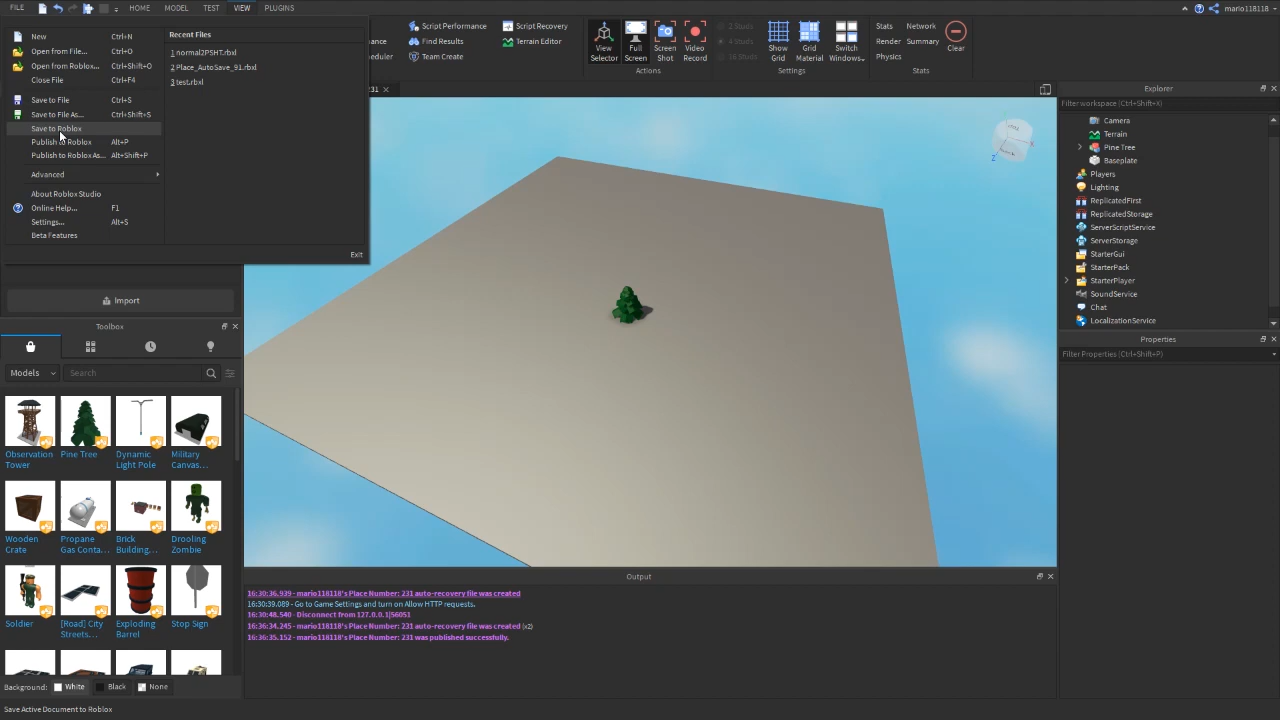 FILE HOME MODEL TEST VIEW PLUGINS mario118118
New Ctrl+N
Open from File... Ctrl+O
Open from Roblox... Ctrl+Shift+O
Close File Ctrl+F4
Save to File Ctrl+S
Save to File As... Ctrl+Shift+S
Save to Roblox
Publish to Roblox Alt+P
Publish to Roblox As... Alt+Shift+P
Advanced
About Roblox Studio
Online Help... F1
Settings... Alt+S
Beta Features
Recent Files
1 normal2PSHT.rbxl
2 Place_AutoSave_91.rbxl
3 test.rbxl
Exit
mance
Script Performance
Find Results
Team Create
Script Recovery
Terrain Editor
View Selector
Full Screen
Screen Shot
Video Record
Actions
2 Studs
4 Studs
16 Studs
Show Grid
Grid Material
Switch Windows
Settings
Stats
Render
Physics
Network
Summary
Clear
Stats
231
Import
Toolbox
Models
Search
Observation Tower
Pine Tree
Dynamic Light Pole
Military Canvas...
Wooden Crate
Propane Gas Conta...
Brick Building...
Drooling Zombie
Soldier
[Road] City Streets...
Exploding Barrel
Stop Sign
Background: White Black None
Save Active Document to Roblox
Z
Output
16:30:36.939 - mario118118's Place Number: 231 auto-recovery file was created
16:30:39.089 - Go to Game Settings and turn on Allow HTTP requests.
16:30:48.540 - Disconnect from 127.0.0.1|56051
16:36:34.245 - mario118118's Place Number: 231 auto-recovery file was created (x2)
16:36:35.152 - mario118118's Place Number: 231 was published successfully.
Explorer
Filter workspace (Ctrl+Shift+X)
Camera
Terrain
Pine Tree
Baseplate
Players
Lighting
ReplicatedFirst
ReplicatedStorage
ServerScriptService
ServerStorage
StarterGui
StarterPack
StarterPlayer
SoundService
Chat
LocalizationService
Properties
Filter Properties (Ctrl+Shift+P)